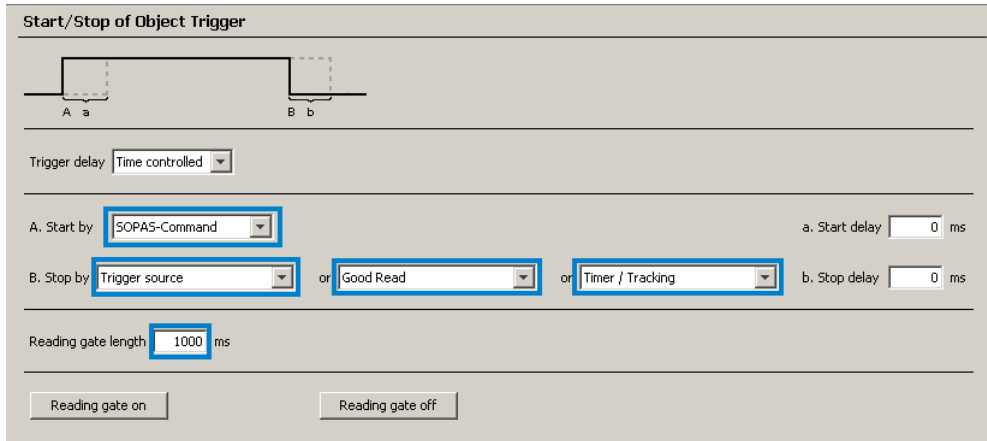 Start/Stop of Object Trigger
A a B b
Trigger delay Time controlled
A. Start by SOPAS-Command a. Start delay 0 ms
B. Stop by Trigger source or Good Read or Timer / Tracking b. Stop delay 0 ms
Reading gate length 1000 ms
Reading gate on Reading gate off